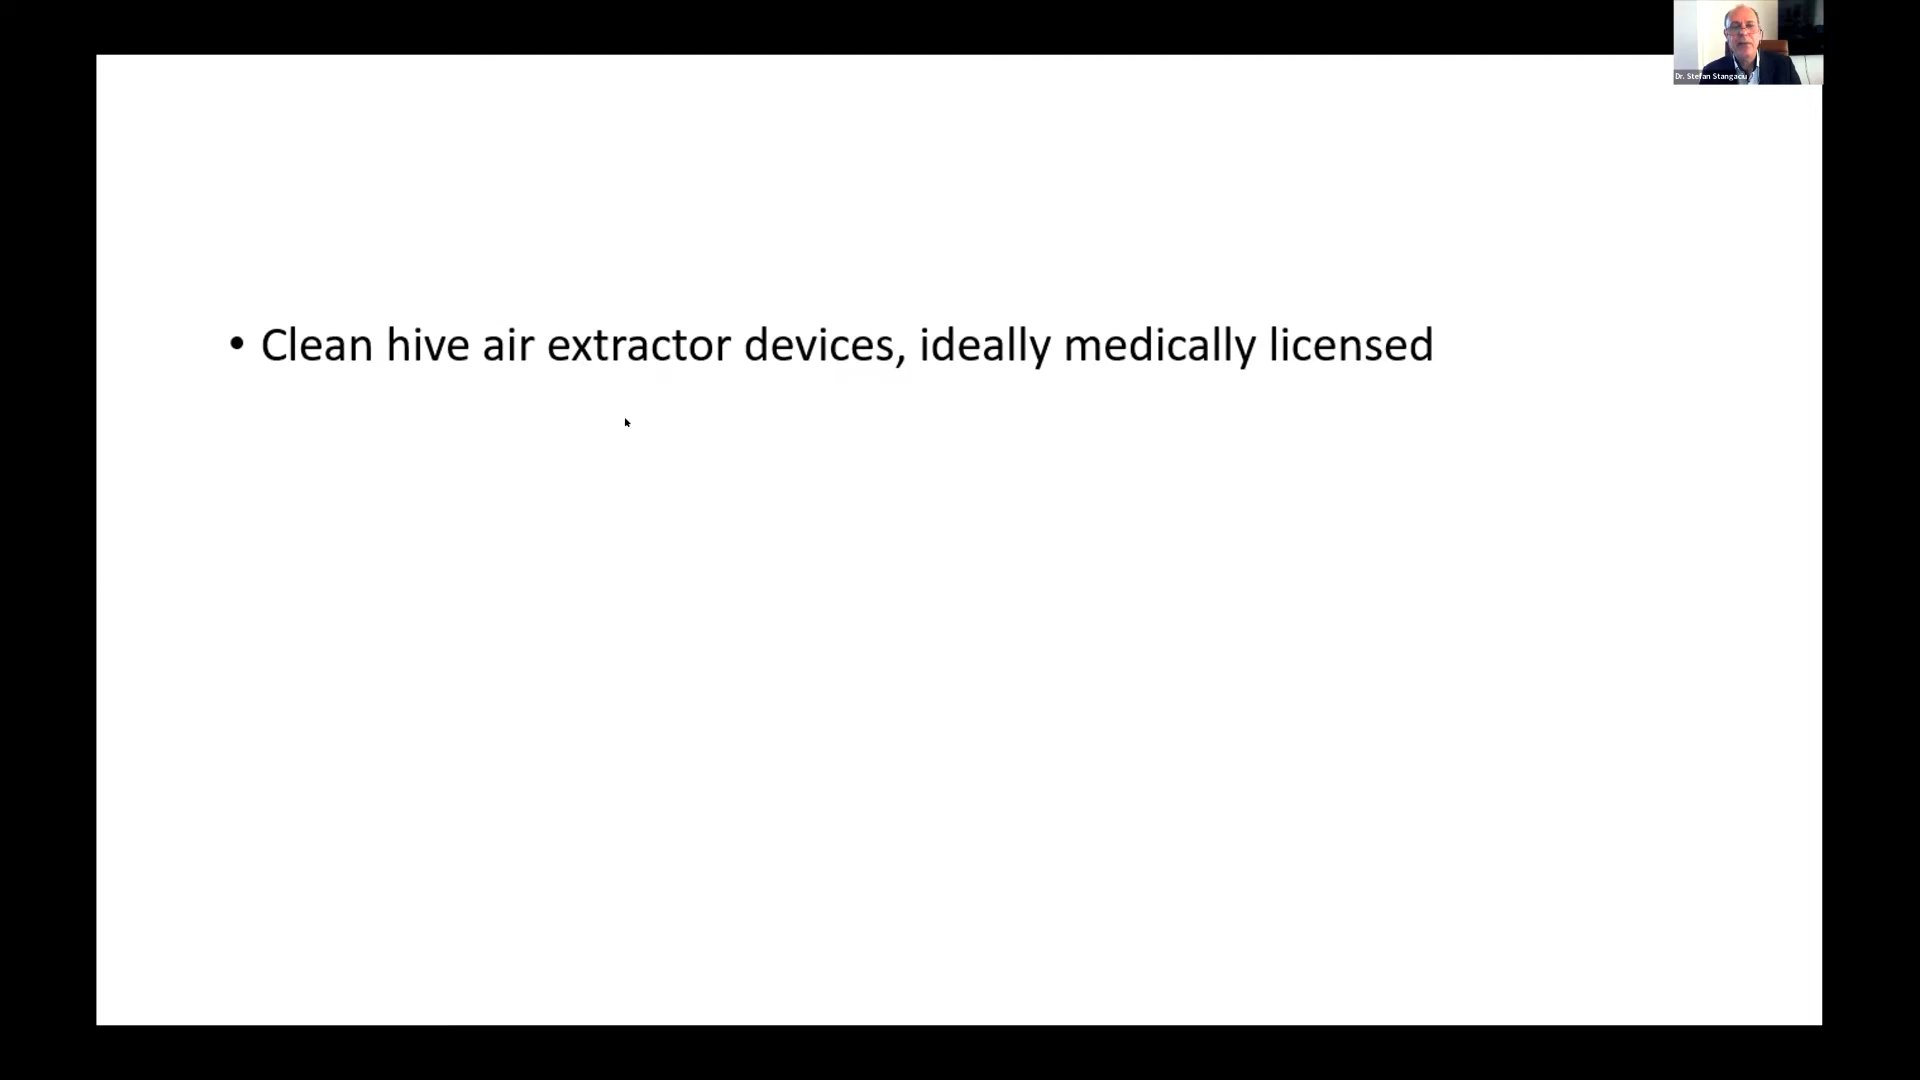 Dr. Stefan Stangaciu
• Clean hive air extractor devices, ideally medically licensed